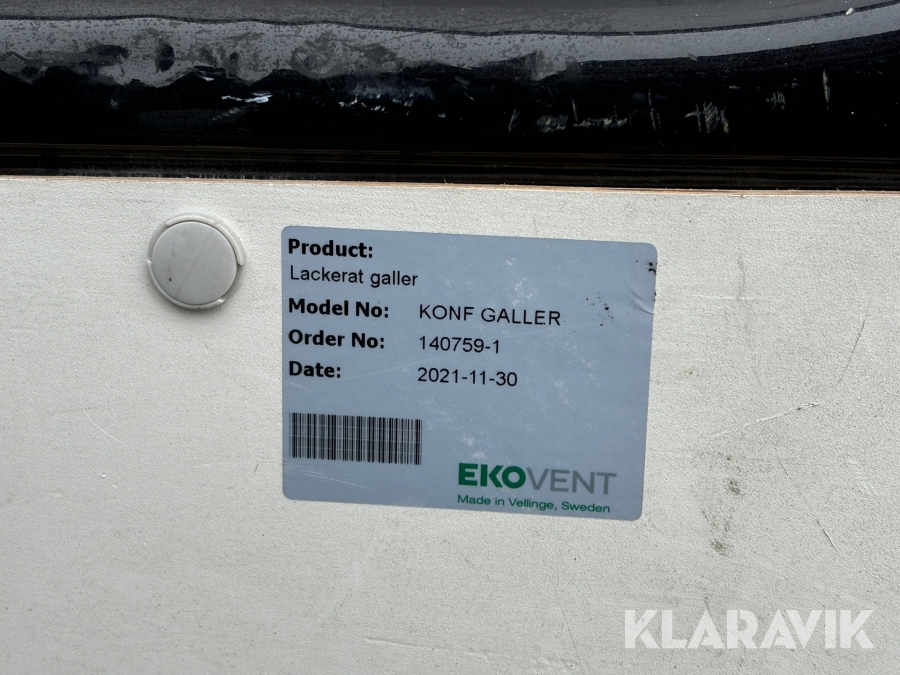 Product:
Lackerat galler
Model No: KONF GALLER
Order No: 140759-1
Date: 2021-11-30
EKOVENT
Made in Vellinge, Sweden
KLARAVIK